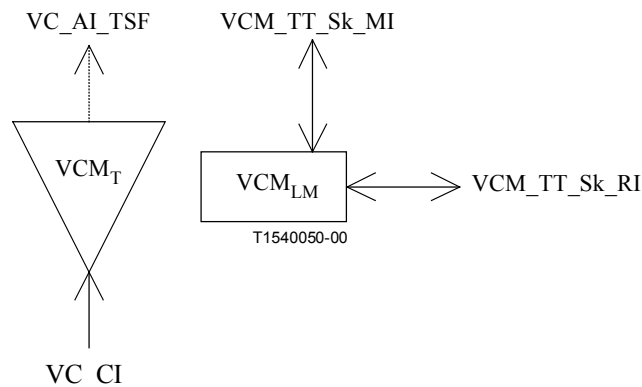 VC_AI_TSF
VCM_TT_Sk_MI
VCM_T
VCM_LM
VCM_TT_Sk_RI
T1540050-00
VC_CI